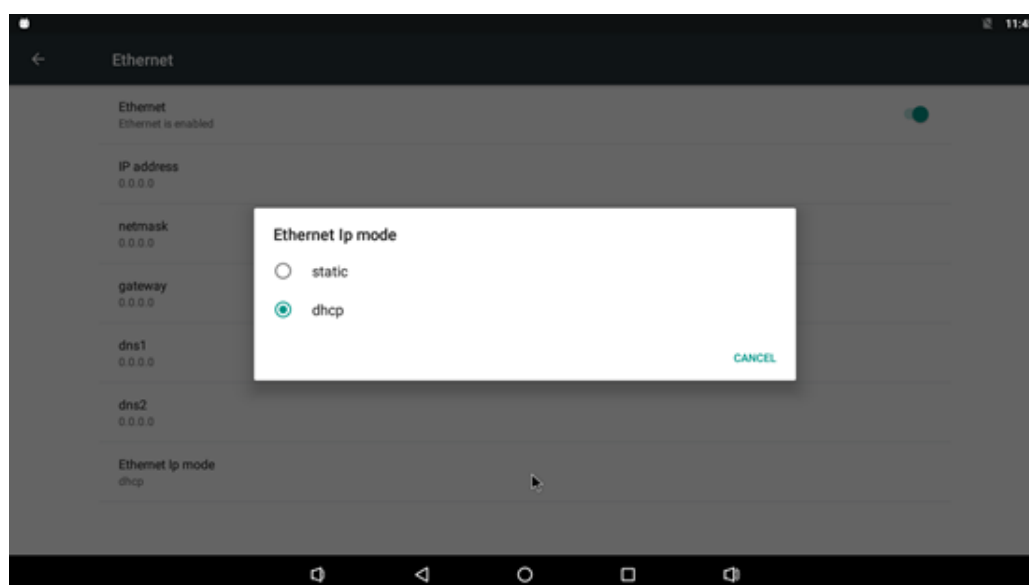 11:4
Ethernet
Ethernet
Ethernet is enabled
IP address
0.0.0.0
netmask
0.0.0.0
gateway
0.0.0.0
dns1
0.0.0.0
dns2
0.0.0.0
Ethernet Ip mode
dhcp
Ethernet Ip mode
static
dhcp
CANCEL